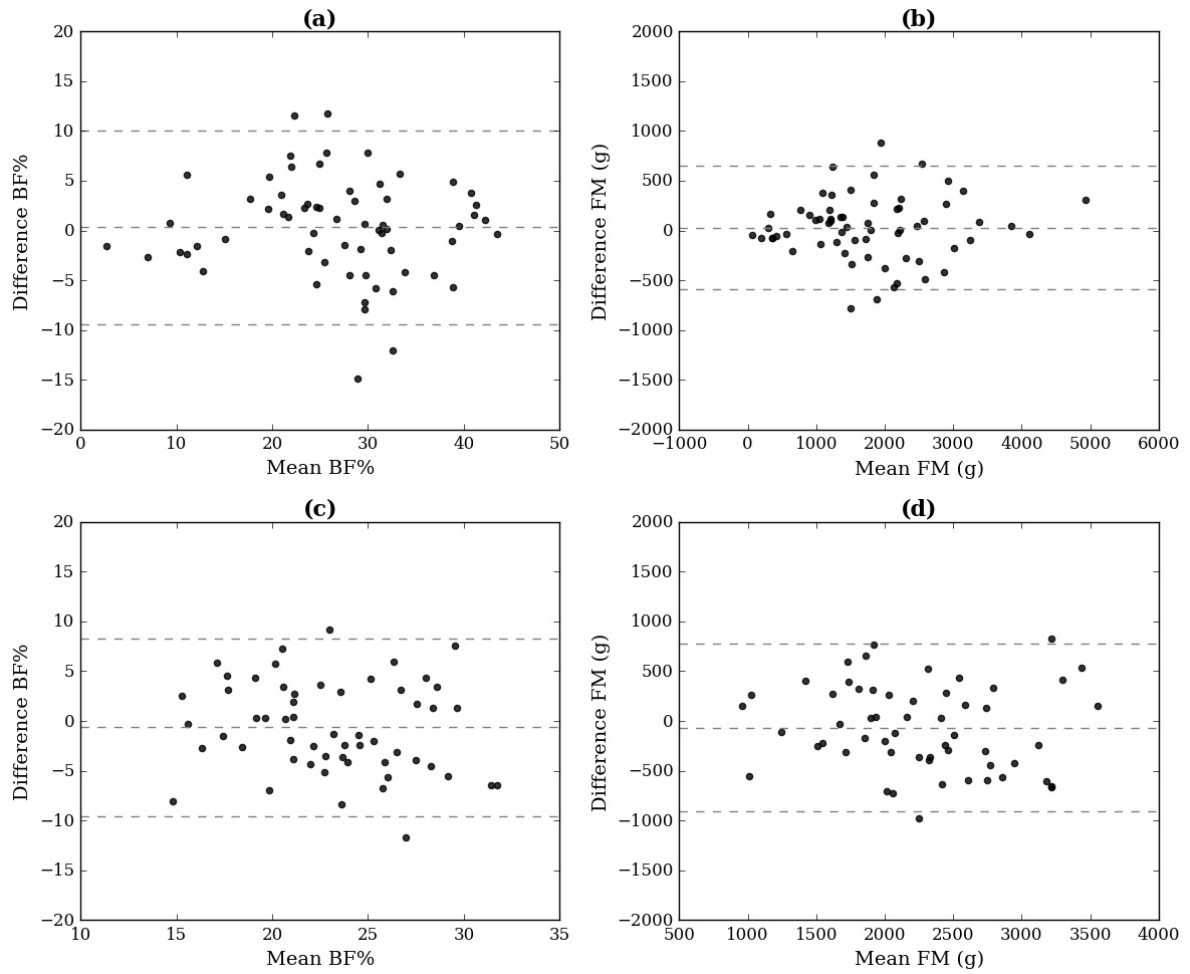 (a)
20
15
10
5
0
−5
−10
−15
−20
Difference BF%
0 10 20 30 40 50
Mean BF%
(b)
2000
1500
1000
500
0
−500
−1000
−1500
−2000
Difference FM (g)
−1000 0 1000 2000 3000 4000 5000 6000
Mean FM (g)
(c)
20
15
10
5
0
−5
−10
−15
−20
Difference BF%
10 15 20 25 30 35
Mean BF%
(d)
2000
1500
1000
500
0
−500
−1000
−1500
−2000
Difference FM (g)
500 1000 1500 2000 2500 3000 3500 4000
Mean FM (g)